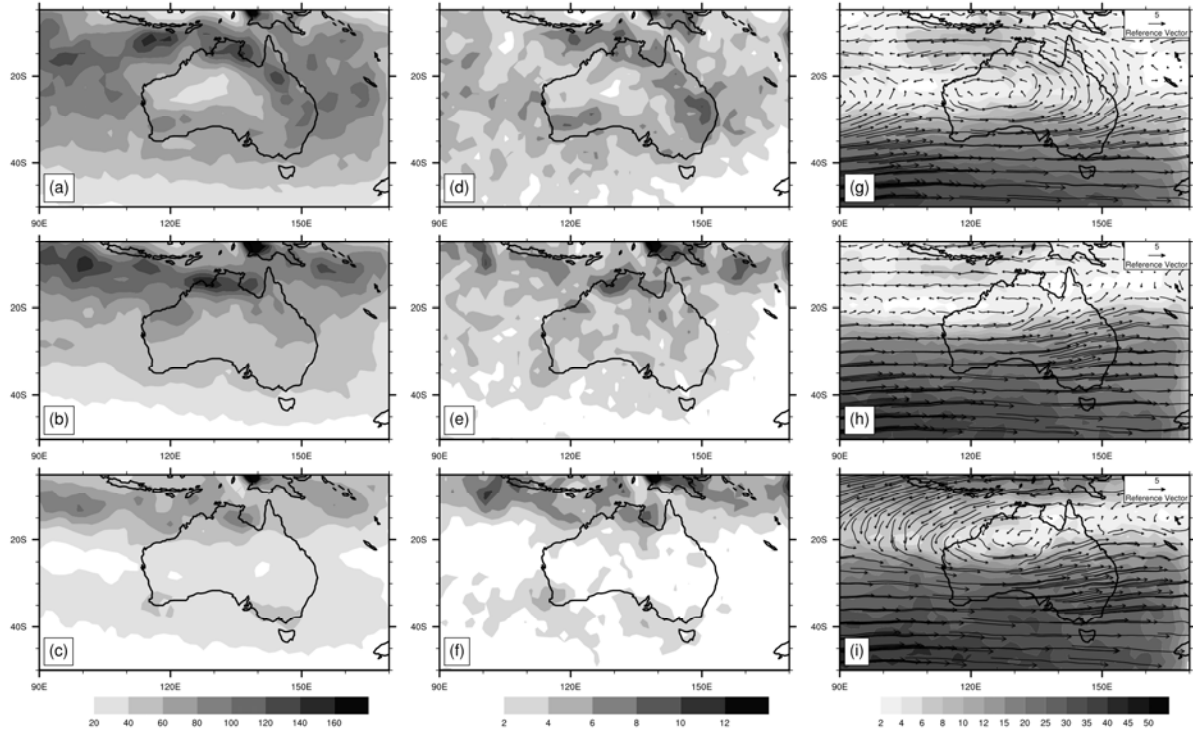 5
Reference Vector
20S
40S
(a)
(d)
20S
40S
(g)
20S
40S
90E
120E
150E
90E
120E
150E
90E
120E
150E
5
Reference Vector
20S
40S
(b)
20S
40S
(e)
20S
40S
(h)
90E
120E
150E
90E
120E
150E
90E
120E
150E
5
Reference Vector
20S
40S
(c)
20S
40S
(f)
20S
40S
(i)
90E
120E
150E
90E
120E
150E
90E
120E
150E
20 40 60 80 100 120 140 160
2 4 6 8 10 12
2 4 6 8 10 12 15 20 25 30 35 40 45 50